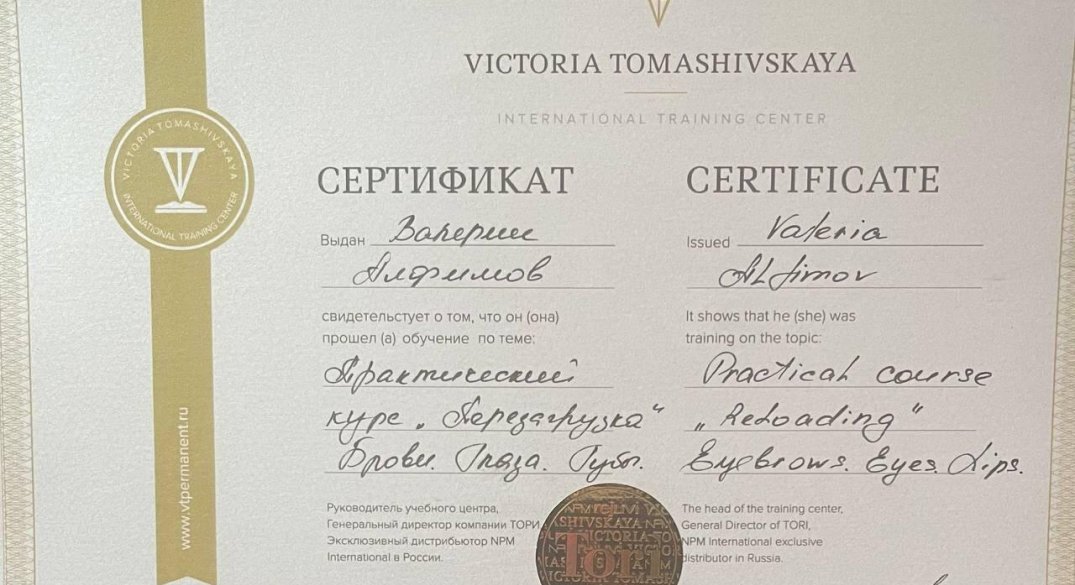 VICTORIA TOMASHIVSKAYA
INTERNATIONAL TRAINING CENTER
VICTORIA TOMASHIVSKAYA
INTERNATIONAL TRAINING CENTER
www.vtpermanent.ru
СЕРТИФИКАТ
Выдан Валерии
Алфимов
свидетельстует о том, что он (она)
прошел (а) обучение по теме:
Практический
курс „Перезагрузка“
Брови. Глаза. Губы.
Руководитель учебного центра,
Генеральный директор компании ТОРИ,
Эксклюзивный дистрибьютор NPM
International в России.
CERTIFICATE
Issued Valeria
Alfimov
It shows that he (she) was
training on the topic:
Practical course
„Reloading“
Eyebrows. Eyes. Lips.
The head of the training center,
General Director of TORI,
NPM International exclusive
distributor in Russia.
Tori